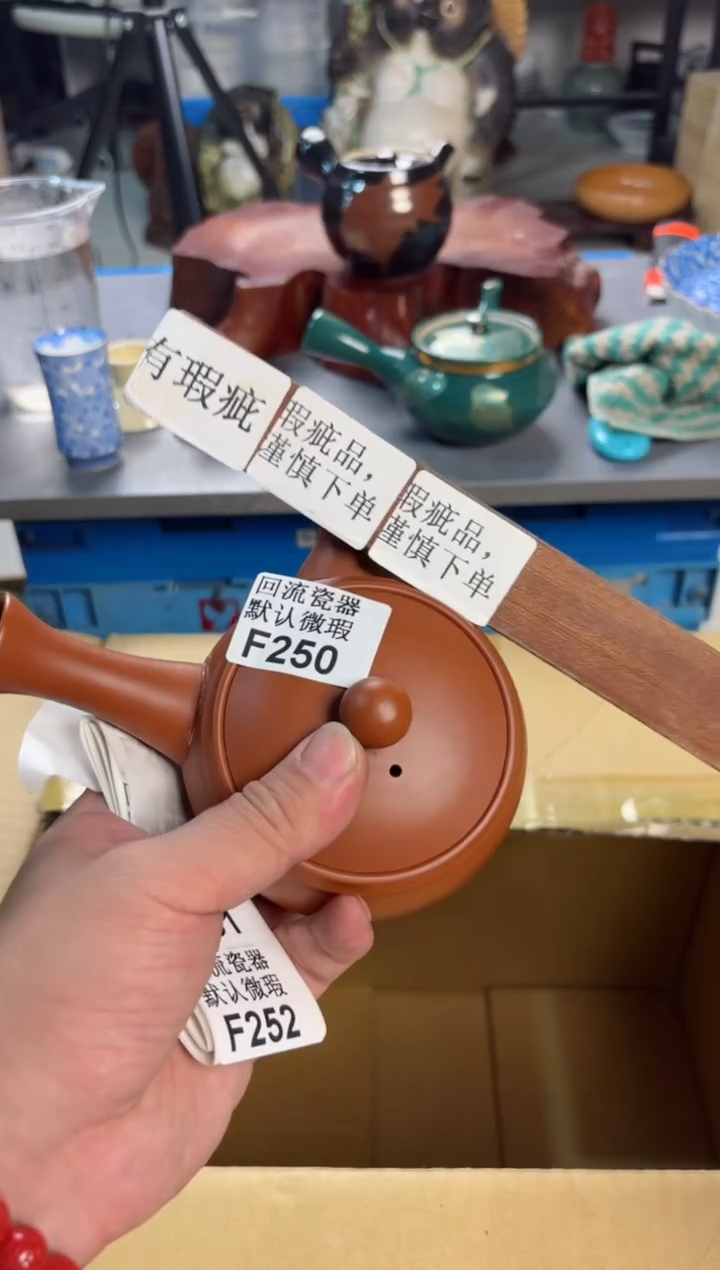 有瑕疵
瑕疵品，
谨慎下单
瑕疵品，
谨慎下单
回流瓷器
默认微瑕
F250
流瓷器
默认微瑕
F252